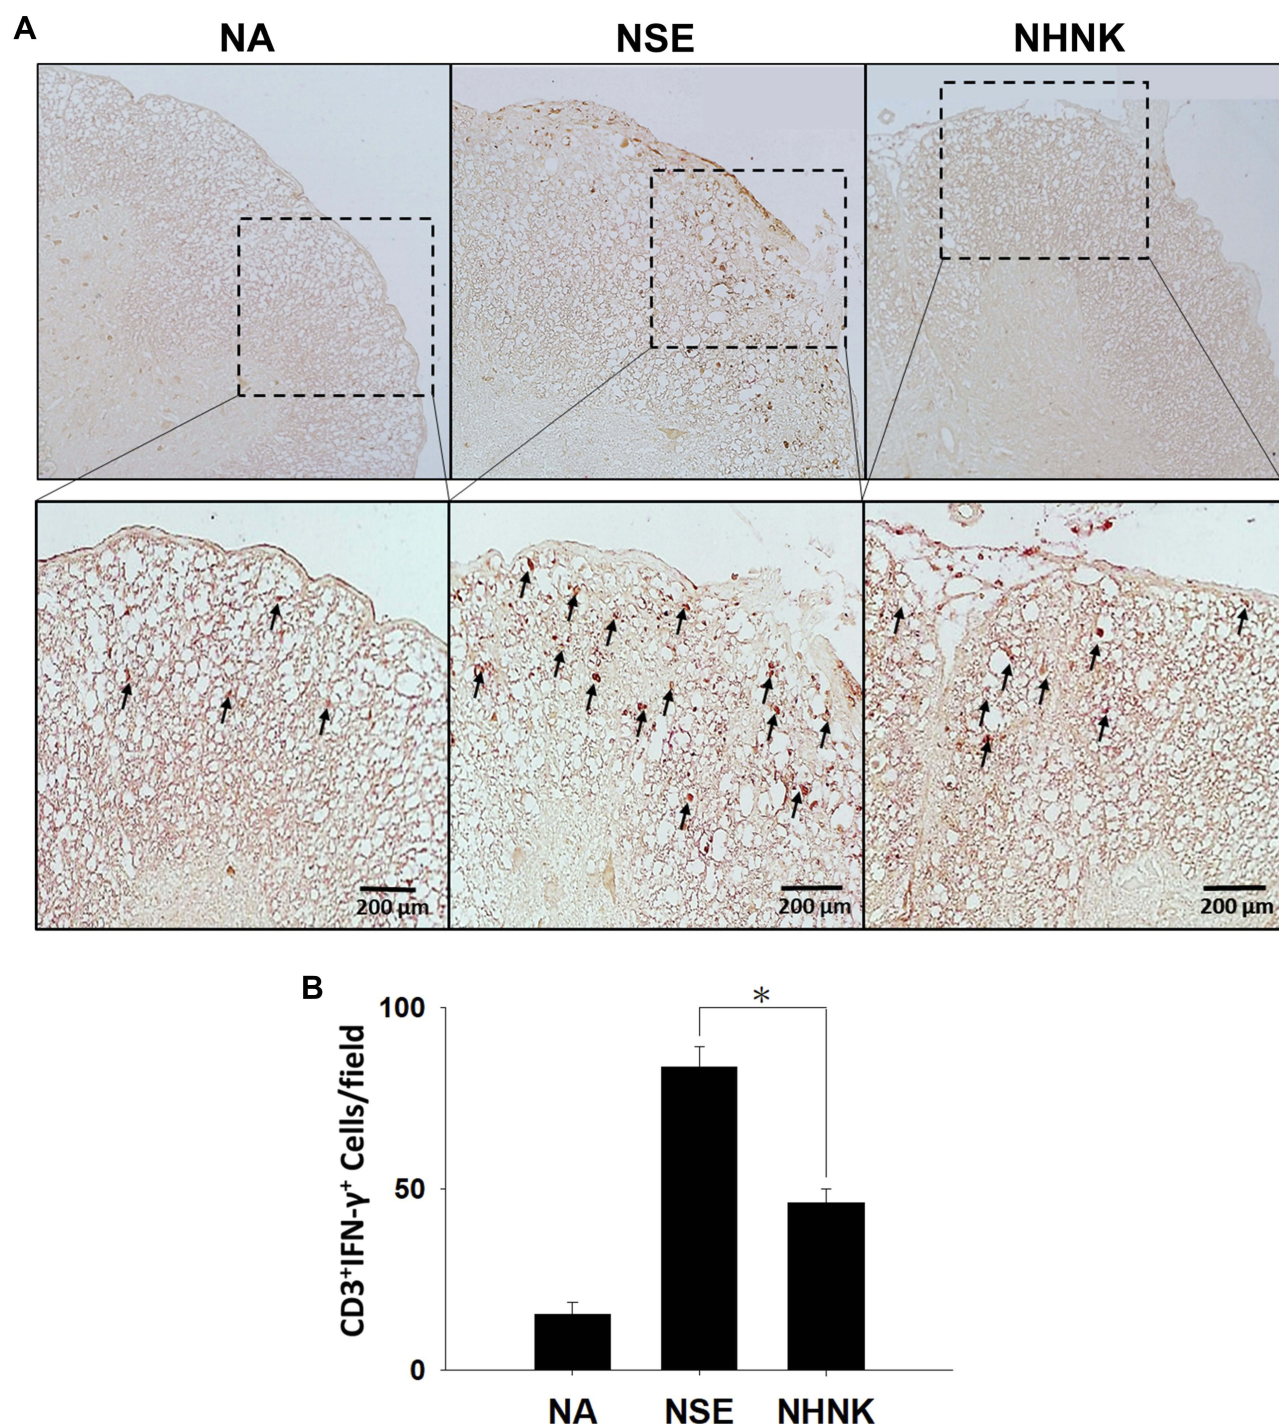 A
NA NSE NHNK
200 μm 200 μm 200 μm
B
*
100
50
0
CD3⁺IFN-γ⁺ Cells/field
NA NSE NHNK